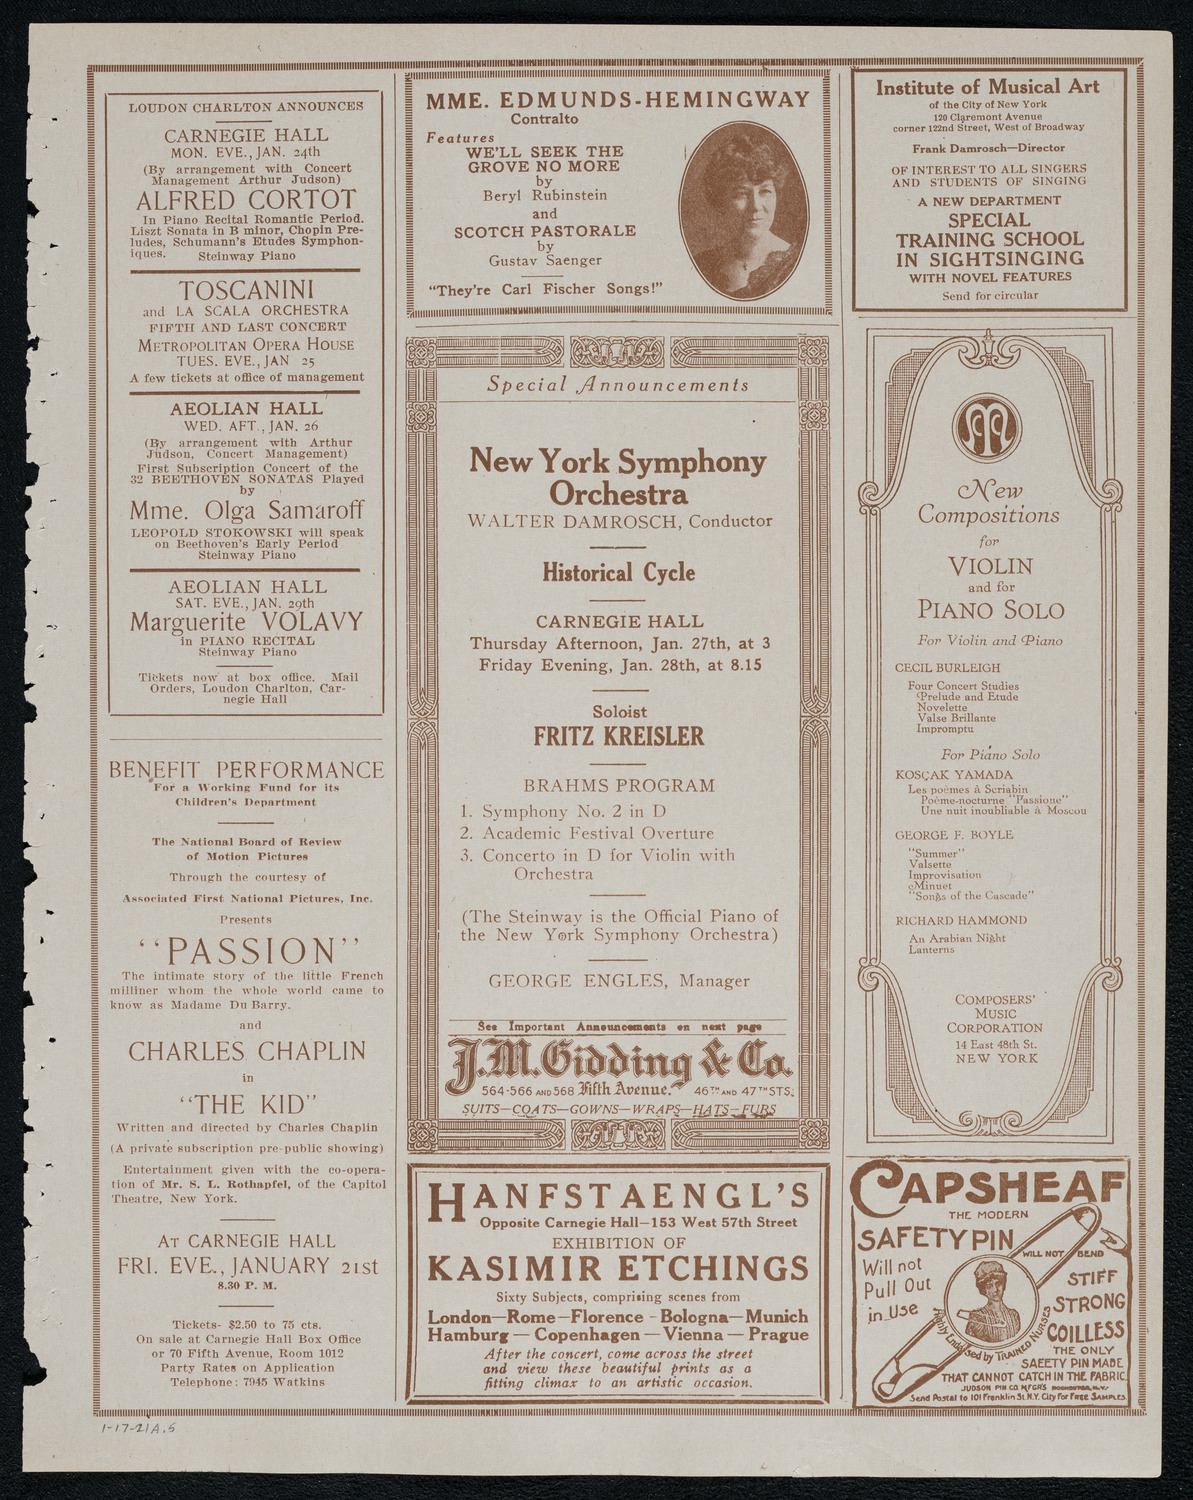 LOUDON CHARLTON ANNOUNCES
CARNEGIE HALL
MON. EVE., JAN. 24th
(By arrangement with Concert
Management Arthur Judson)
ALFRED CORTOT
In Piano Recital Romantic Period.
Liszt Sonata in B minor, Chopin Pre-
ludes, Schumann's Etudes Symphon-
iques. Steinway Piano
TOSCANINI
and LA SCALA ORCHESTRA
FIFTH AND LAST CONCERT
METROPOLITAN OPERA HOUSE
TUES. EVE., JAN 25
A few tickets at office of management
AEOLIAN HALL
WED. AFT., JAN. 26
(By arrangement with Arthur
Judson, Concert Management)
First Subscription Concert of the
32 BEETHOVEN SONATAS Played
by
Mme. Olga Samaroff
LEOPOLD STOKOWSKI will speak
on Beethoven's Early Period
Steinway Piano
AEOLIAN HALL
SAT. EVE., JAN. 29th
Marguerite VOLAVY
in PIANO RECITAL
Steinway Piano
Tickets now at box office. Mail
Orders, Loudon Charlton, Car-
negie Hall
BENEFIT PERFORMANCE
For a Working Fund for its
Children's Department
The National Board of Review
of Motion Pictures
Through the courtesy of
Associated First National Pictures, Inc.
Presents
"PASSION"
The intimate story of the little French
milliner whom the whole world came to
know as Madame Du Barry.
and
CHARLES CHAPLIN
in
"THE KID"
Written and directed by Charles Chaplin
(A private subscription pre-public showing)
Entertainment given with the co-opera-
tion of Mr. S. L. Rothapfel, of the Capitol
Theatre, New York.
AT CARNEGIE HALL
FRI. EVE., JANUARY 21st
8.30 P. M.
Tickets- $2.50 to 75 cts.
On sale at Carnegie Hall Box Office
or 70 Fifth Avenue, Room 1012
Party Rates on Application
Telephone: 7945 Watkins
MME. EDMUNDS-HEMINGWAY
Contralto
Features
WE'LL SEEK THE
GROVE NO MORE
by
Beryl Rubinstein
and
SCOTCH PASTORALE
by
Gustav Saenger
"They're Carl Fischer Songs!"
Special Announcements
New York Symphony
Orchestra
WALTER DAMROSCH, Conductor
Historical Cycle
CARNEGIE HALL
Thursday Afternoon, Jan. 27th, at 3
Friday Evening, Jan. 28th, at 8.15
Soloist
FRITZ KREISLER
BRAHMS PROGRAM
1. Symphony No. 2 in D
2. Academic Festival Overture
3. Concerto in D for Violin with
Orchestra
(The Steinway is the Official Piano of
the New York Symphony Orchestra)
GEORGE ENGLES, Manager
See Important Announcements on next page
J.M. Gidding & Co.
564-566 AND 568 Fifth Avenue. 46TH AND 47TH STS.
SUITS—COATS—GOWNS—WRAPS—HATS—FURS
HANFSTAENGL'S
Opposite Carnegie Hall—153 West 57th Street
EXHIBITION OF
KASIMIR ETCHINGS
Sixty Subjects, comprising scenes from
London—Rome—Florence - Bologna—Munich
Hamburg — Copenhagen — Vienna — Prague
After the concert, come across the street
and view these beautiful prints as a
fitting climax to an artistic occasion.
Institute of Musical Art
of the City of New York
120 Claremont Avenue
corner 122nd Street, West of Broadway
Frank Damrosch—Director
OF INTEREST TO ALL SINGERS
AND STUDENTS OF SINGING
A NEW DEPARTMENT
SPECIAL
TRAINING SCHOOL
IN SIGHTSINGING
WITH NOVEL FEATURES
Send for circular
New
Compositions
for
VIOLIN
and for
PIANO SOLO
For Violin and Piano
CECIL BURLEIGH
Four Concert Studies
Prelude and Etude
Novelette
Valse Brillante
Impromptu
For Piano Solo
KOSÇAK YAMADA
Les poèmes à Scriabin
Poème-nocturne "Passione"
Une nuit inoubliable à Moscou
GEORGE F. BOYLE
"Summer"
Valsette
Improvisation
Minuet
"Songs of the Cascade"
RICHARD HAMMOND
An Arabian Night
Lanterns
COMPOSERS'
MUSIC
CORPORATION
14 East 48th St.
NEW YORK
CAPSHEAF
THE MODERN
SAFETY PIN
WILL NOT BEND
Will not
Pull Out
in Use
STIFF
STRONG
COILLESS
Highly Endorsed by TRAINED NURSES
THE ONLY
SAFETY PIN MADE
THAT CANNOT CATCH IN THE FABRIC.
JUDSON PIN CO. MFGRS ROCHESTER, N.Y.
Send Postal to 101 Franklin St. N.Y. City For FREE SAMPLES
1-17-21A.5